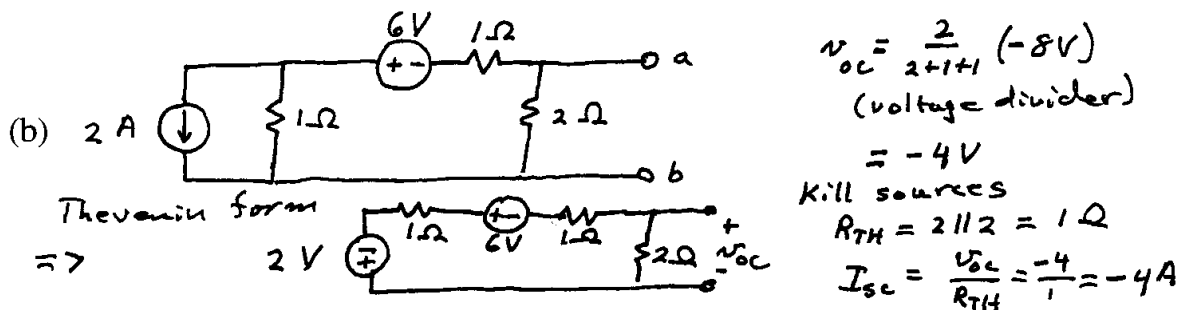 6V
1Ω
a
(b) 2 A
1Ω
2Ω
b
Thevenin form
=> 2 V
1Ω
6V
1Ω
2Ω
+
v_oc
-
v_oc = 2/(2+1+1) (-8V)
(voltage divider)
= -4V
Kill sources
R_TH = 2||2 = 1Ω
I_sc = v_oc/R_TH = -4/1 = -4A